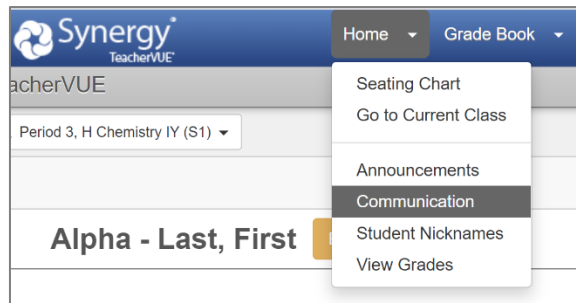 Synergy
TeacherVUE
Home
Grade Book
acherVUE
Seating Chart
Go to Current Class
Period 3, H Chemistry IY (S1)
Announcements
Communication
Alpha - Last, First
Student Nicknames
View Grades